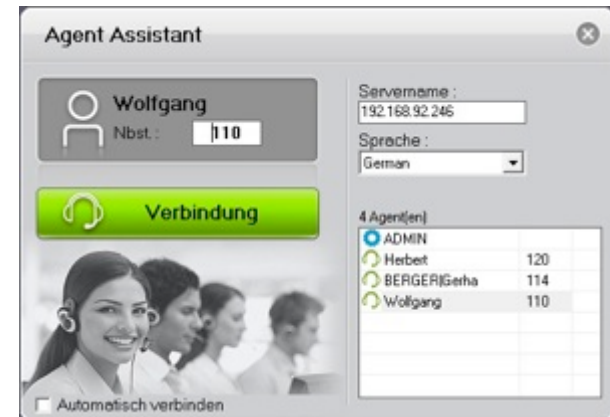 Agent Assistant
Wolfgang
Nbst.: 110
Verbindung
Automatisch verbinden
Servername :
192.168.92.246
Sprache :
German
4 Agent(en)
ADMIN
Herbert 120
BERGER|Gerha 114
Wolfgang 110